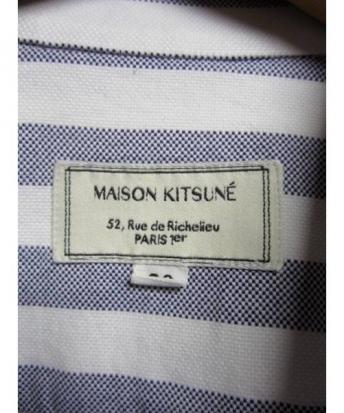 MAISON KITSUNÉ
52, Rue de Richelieu
PARIS 1er